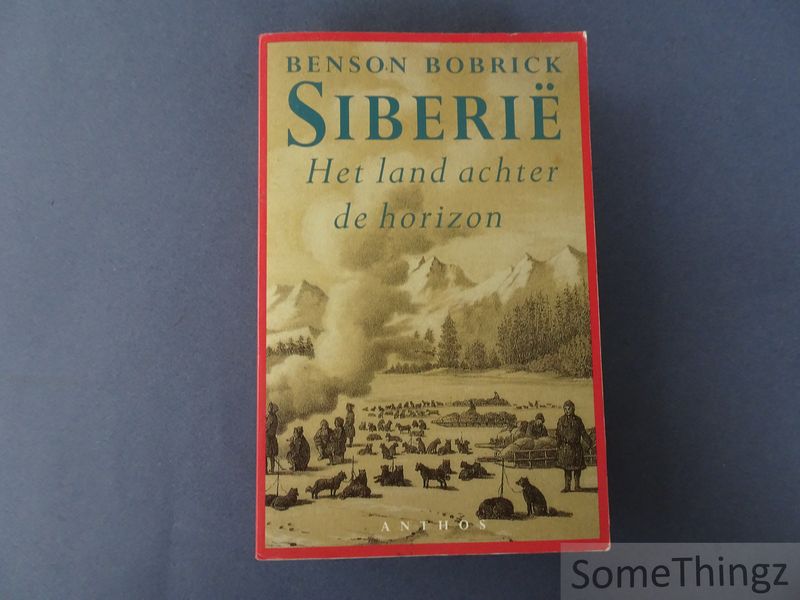 BENSON BOBRICK
SIBERIË
Het land achter
de horizon
ANTHOS
SomeThingz